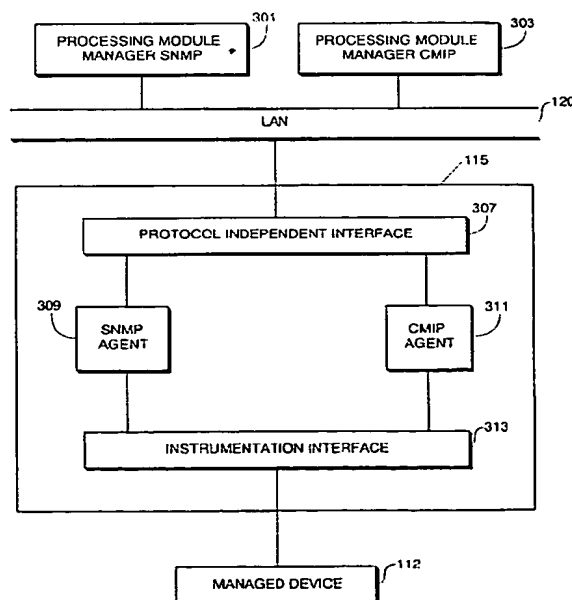 301
PROCESSING MODULE
MANAGER SNMP
303
PROCESSING MODULE
MANAGER CMIP
120
LAN
115
307
PROTOCOL INDEPENDENT INTERFACE
309
SNMP
AGENT
311
CMIP
AGENT
313
INSTRUMENTATION INTERFACE
112
MANAGED DEVICE